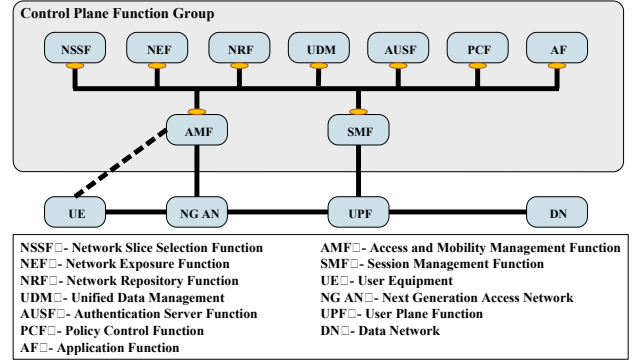 Control Plane Function Group
NSSF NEF NRF UDM AUSF PCF AF
AMF SMF
UE NG AN UPF DN
NSSF□- Network Slice Selection Function
NEF□- Network Exposure Function
NRF□- Network Repository Function
UDM□- Unified Data Management
AUSF□- Authentication Server Function
PCF□- Policy Control Function
AF□- Application Function
AMF□- Access and Mobility Management Function
SMF□- Session Management Function
UE□- User Equipment
NG AN□- Next Generation Access Network
UPF□- User Plane Function
DN□- Data Network